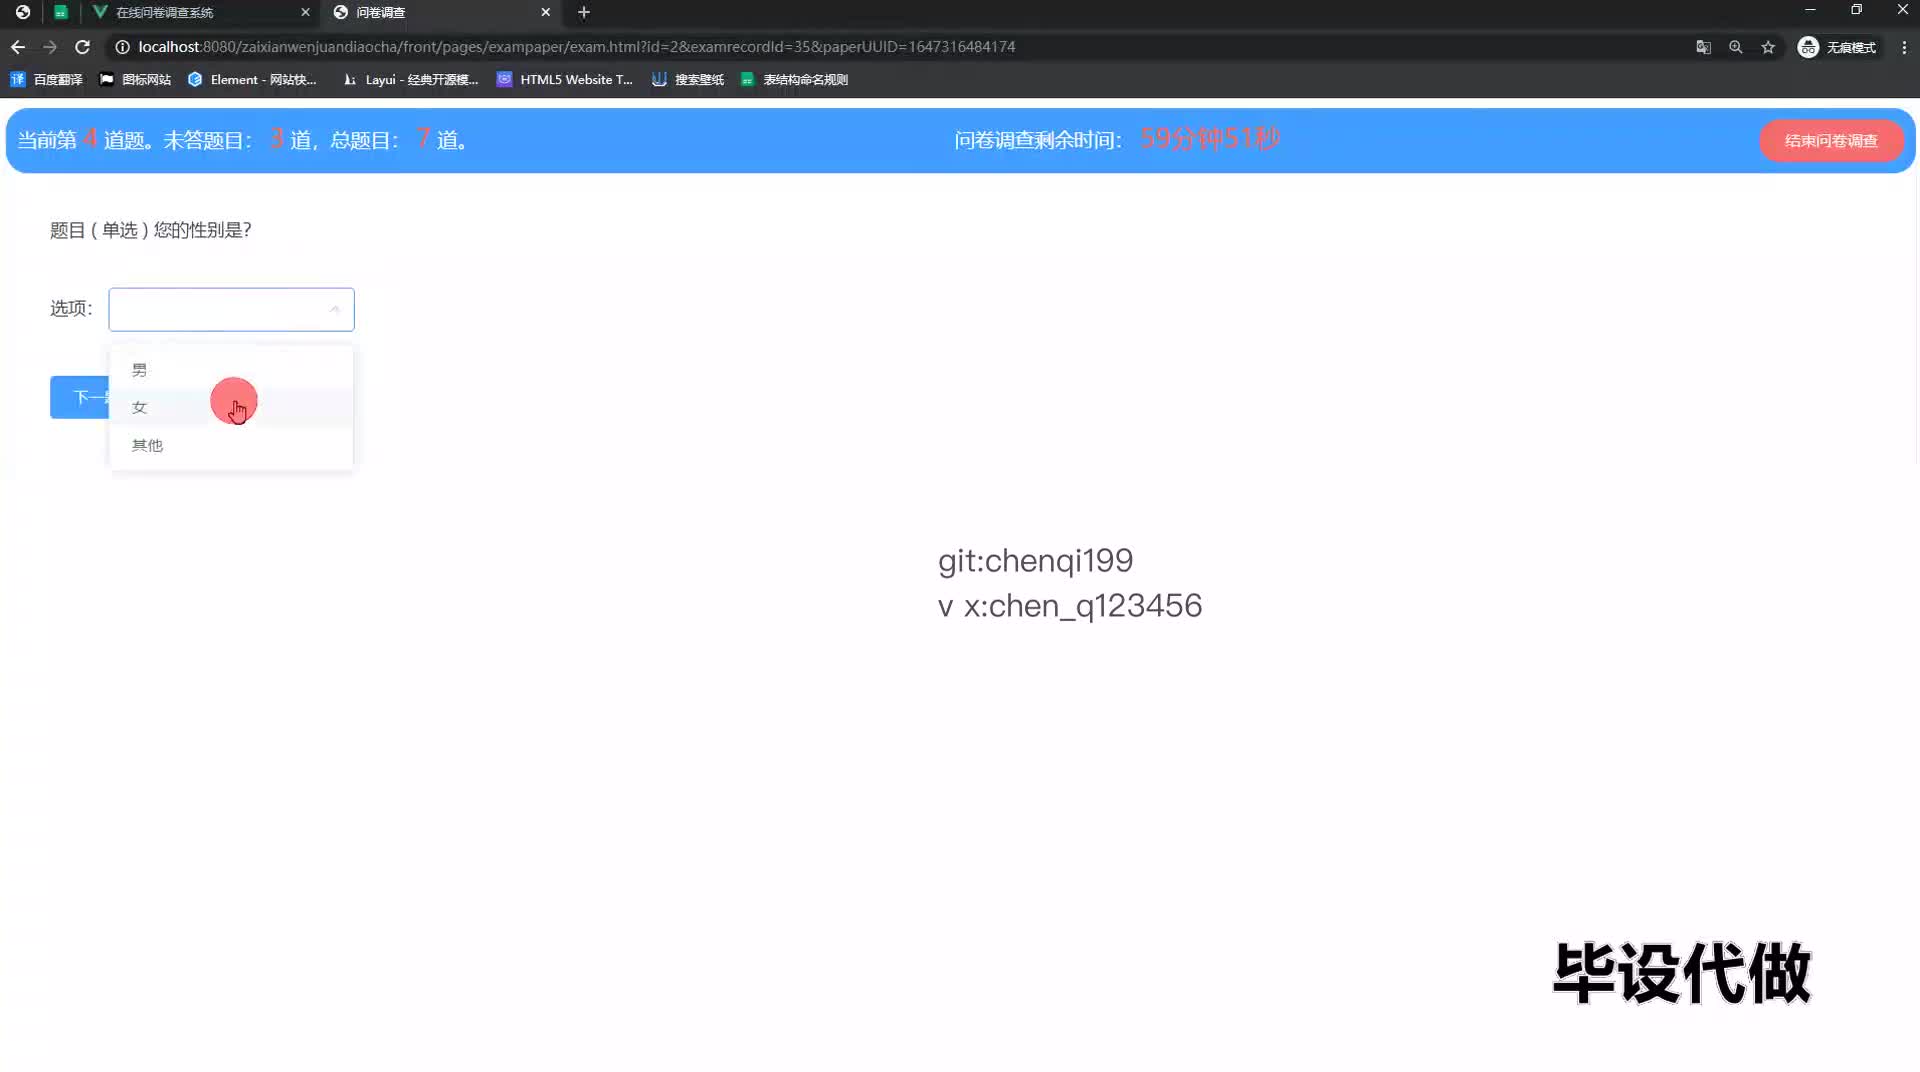 在线问卷调查系统
问卷调查
localhost:8080/zaixianwenjuandiaocha/front/pages/exampaper/exam.html?id=2&examrecordId=35&paperUUID=1647316484174
无痕模式
百度翻译
图标网站
Element - 网站快...
Layui - 经典开源模...
HTML5 Website T...
搜索壁纸
表结构命名规则
当前第 4 道题。未答题目： 3 道，总题目： 7 道。
问卷调查剩余时间： 59分钟51秒
结束问卷调查
题目 ( 单选 ) 您的性别是?
选项：
男
下一
女
其他
git:chenqi199
v x:chen_q123456
毕设代做